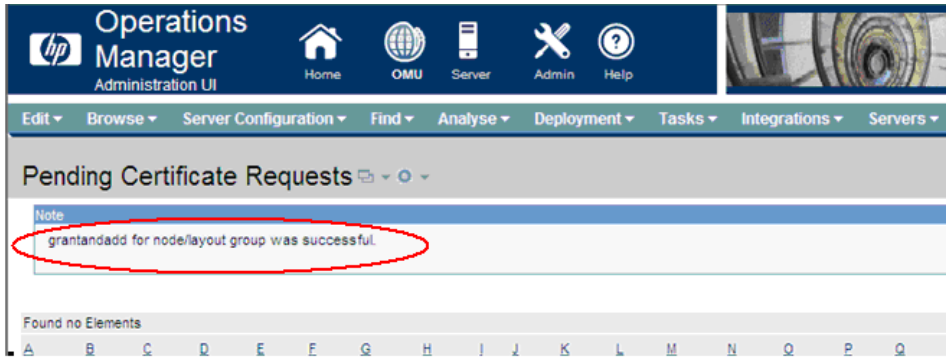 hp
Operations
Manager
Administration UI
Home OMU Server Admin Help
Edit Browse Server Configuration Find Analyse Deployment Tasks Integrations Servers
Pending Certificate Requests
Note
grantandadd for node/layout group was successful.
Found no Elements
A B C D E F G H I J K L M N O P Q